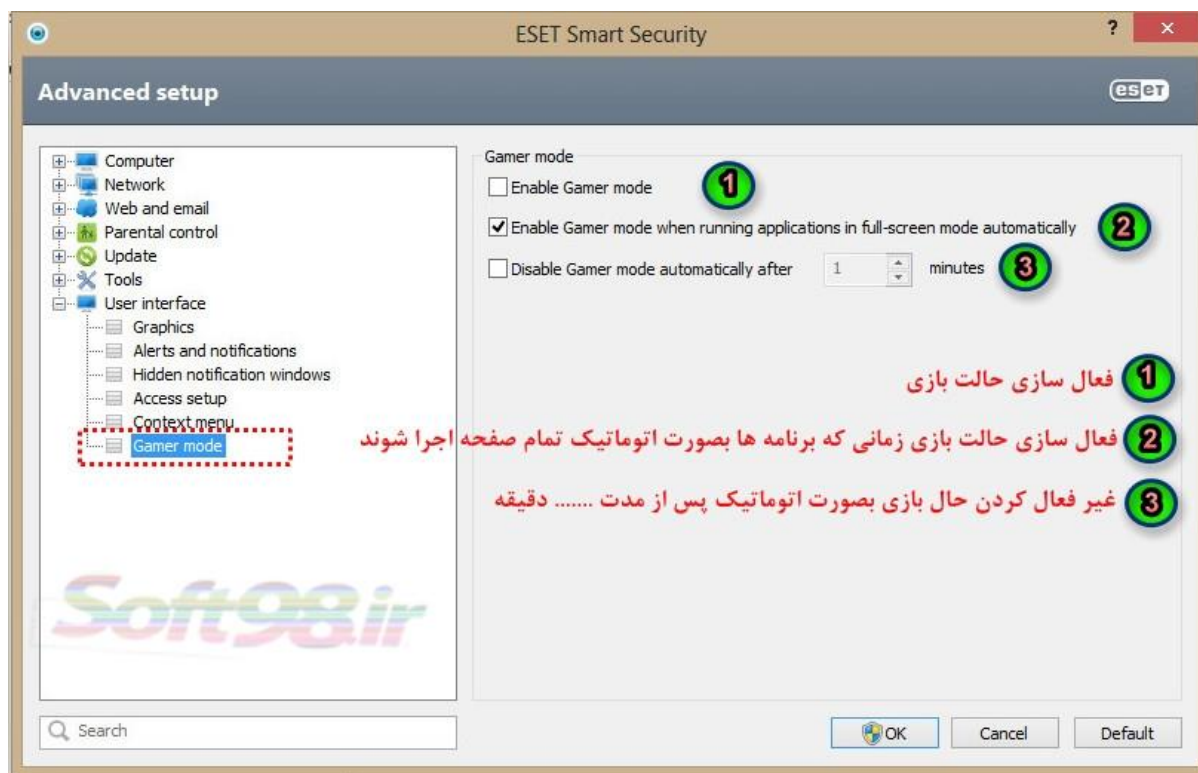 ESET Smart Security
?
Advanced setup
eset
Computer
Network
Web and email
Parental control
Update
Tools
User interface
Graphics
Alerts and notifications
Hidden notification windows
Access setup
Context menu
Gamer mode
Gamer mode
Enable Gamer mode 1
Enable Gamer mode when running applications in full-screen mode automatically 2
Disable Gamer mode automatically after 1 minutes 3
1 فعال سازی حالت بازی
2 فعال سازی حالت بازی زمانی که برنامه ها بصورت اتوماتیک تمام صفحه اجرا شوند
3 غیر فعال کردن حال بازی بصورت اتوماتیک پس از مدت ....... دقیقه
Soft98.ir
Search
OK Cancel Default